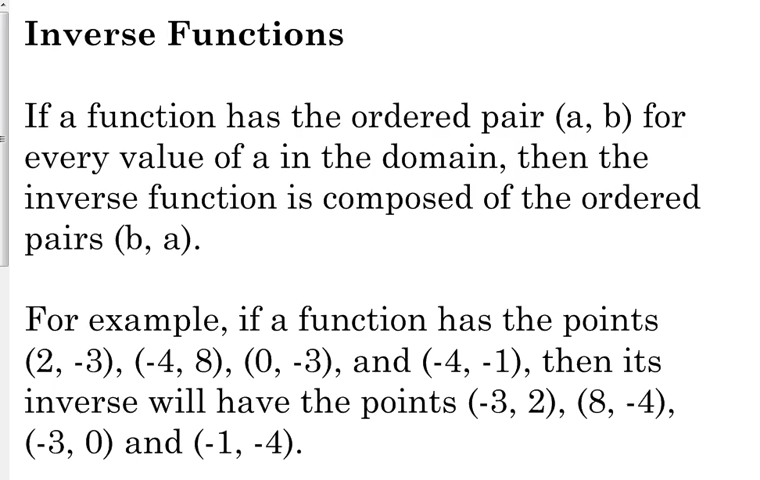 Inverse Functions
If a function has the ordered pair (a, b) for
every value of a in the domain, then the
inverse function is composed of the ordered
pairs (b, a).
For example, if a function has the points
(2, -3), (-4, 8), (0, -3), and (-4, -1), then its
inverse will have the points (-3, 2), (8, -4),
(-3, 0) and (-1, -4).